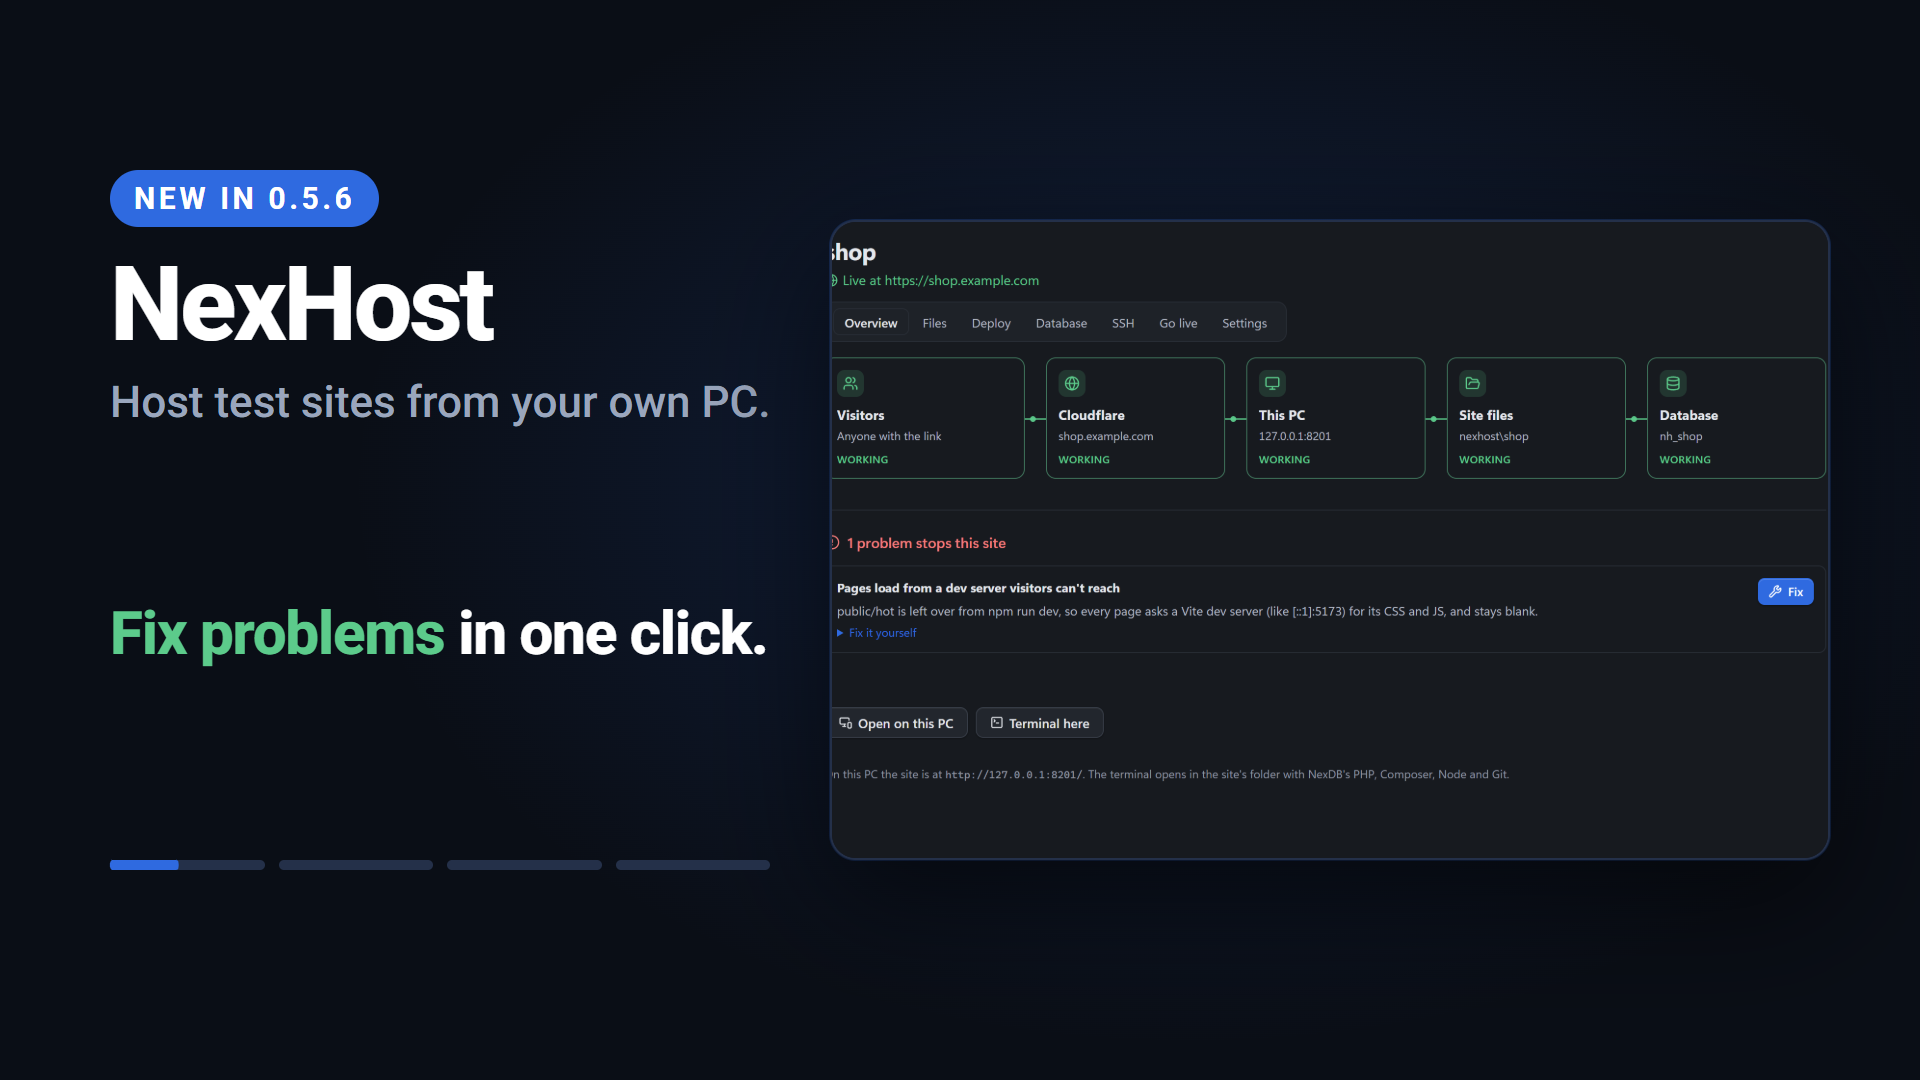 NEW IN 0.5.6
NexHost
Host test sites from your own PC.
Fix problems in one click.
shop
Live at https://shop.example.com
Overview Files Deploy Database SSH Go live Settings
Visitors
Anyone with the link
WORKING
Cloudflare
shop.example.com
WORKING
This PC
127.0.0.1:8201
WORKING
Site files
nexhost\shop
WORKING
Database
nh_shop
WORKING
1 problem stops this site
Pages load from a dev server visitors can't reach
public/hot is left over from npm run dev, so every page asks a Vite dev server (like [::1]:5173) for its CSS and JS, and stays blank.
Fix it yourself
Fix
Open on this PC
Terminal here
n this PC the site is at http://127.0.0.1:8201/. The terminal opens in the site's folder with NexDB's PHP, Composer, Node and Git.